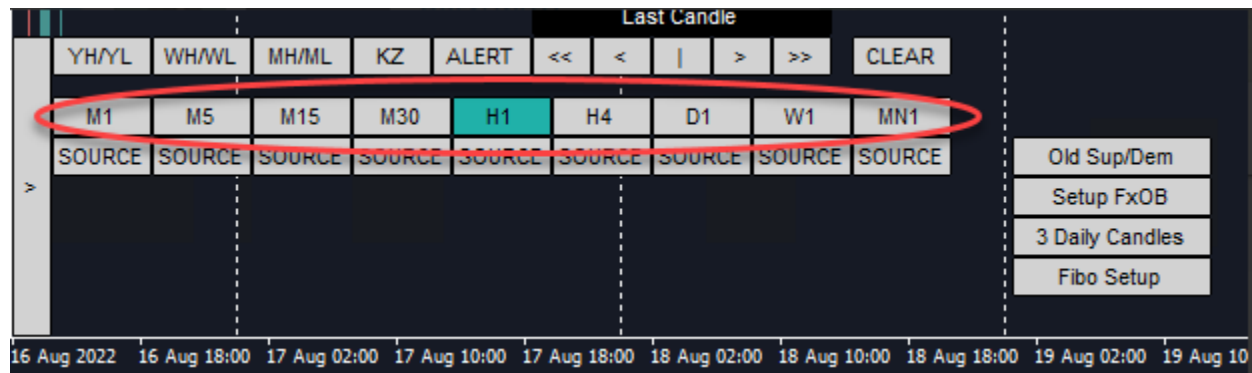 Last Candle
YH/YL WH/WL MH/ML KZ ALERT << < | > >> CLEAR
M1 M5 M15 M30 H1 H4 D1 W1 MN1
SOURCE SOURCE SOURCE SOURCE SOURCE SOURCE SOURCE SOURCE SOURCE
Old Sup/Dem
>
Setup FxOB
3 Daily Candles
Fibo Setup
16 Aug 2022 16 Aug 18:00 17 Aug 02:00 17 Aug 10:00 17 Aug 18:00 18 Aug 02:00 18 Aug 10:00 18 Aug 18:00 19 Aug 02:00 19 Aug 10